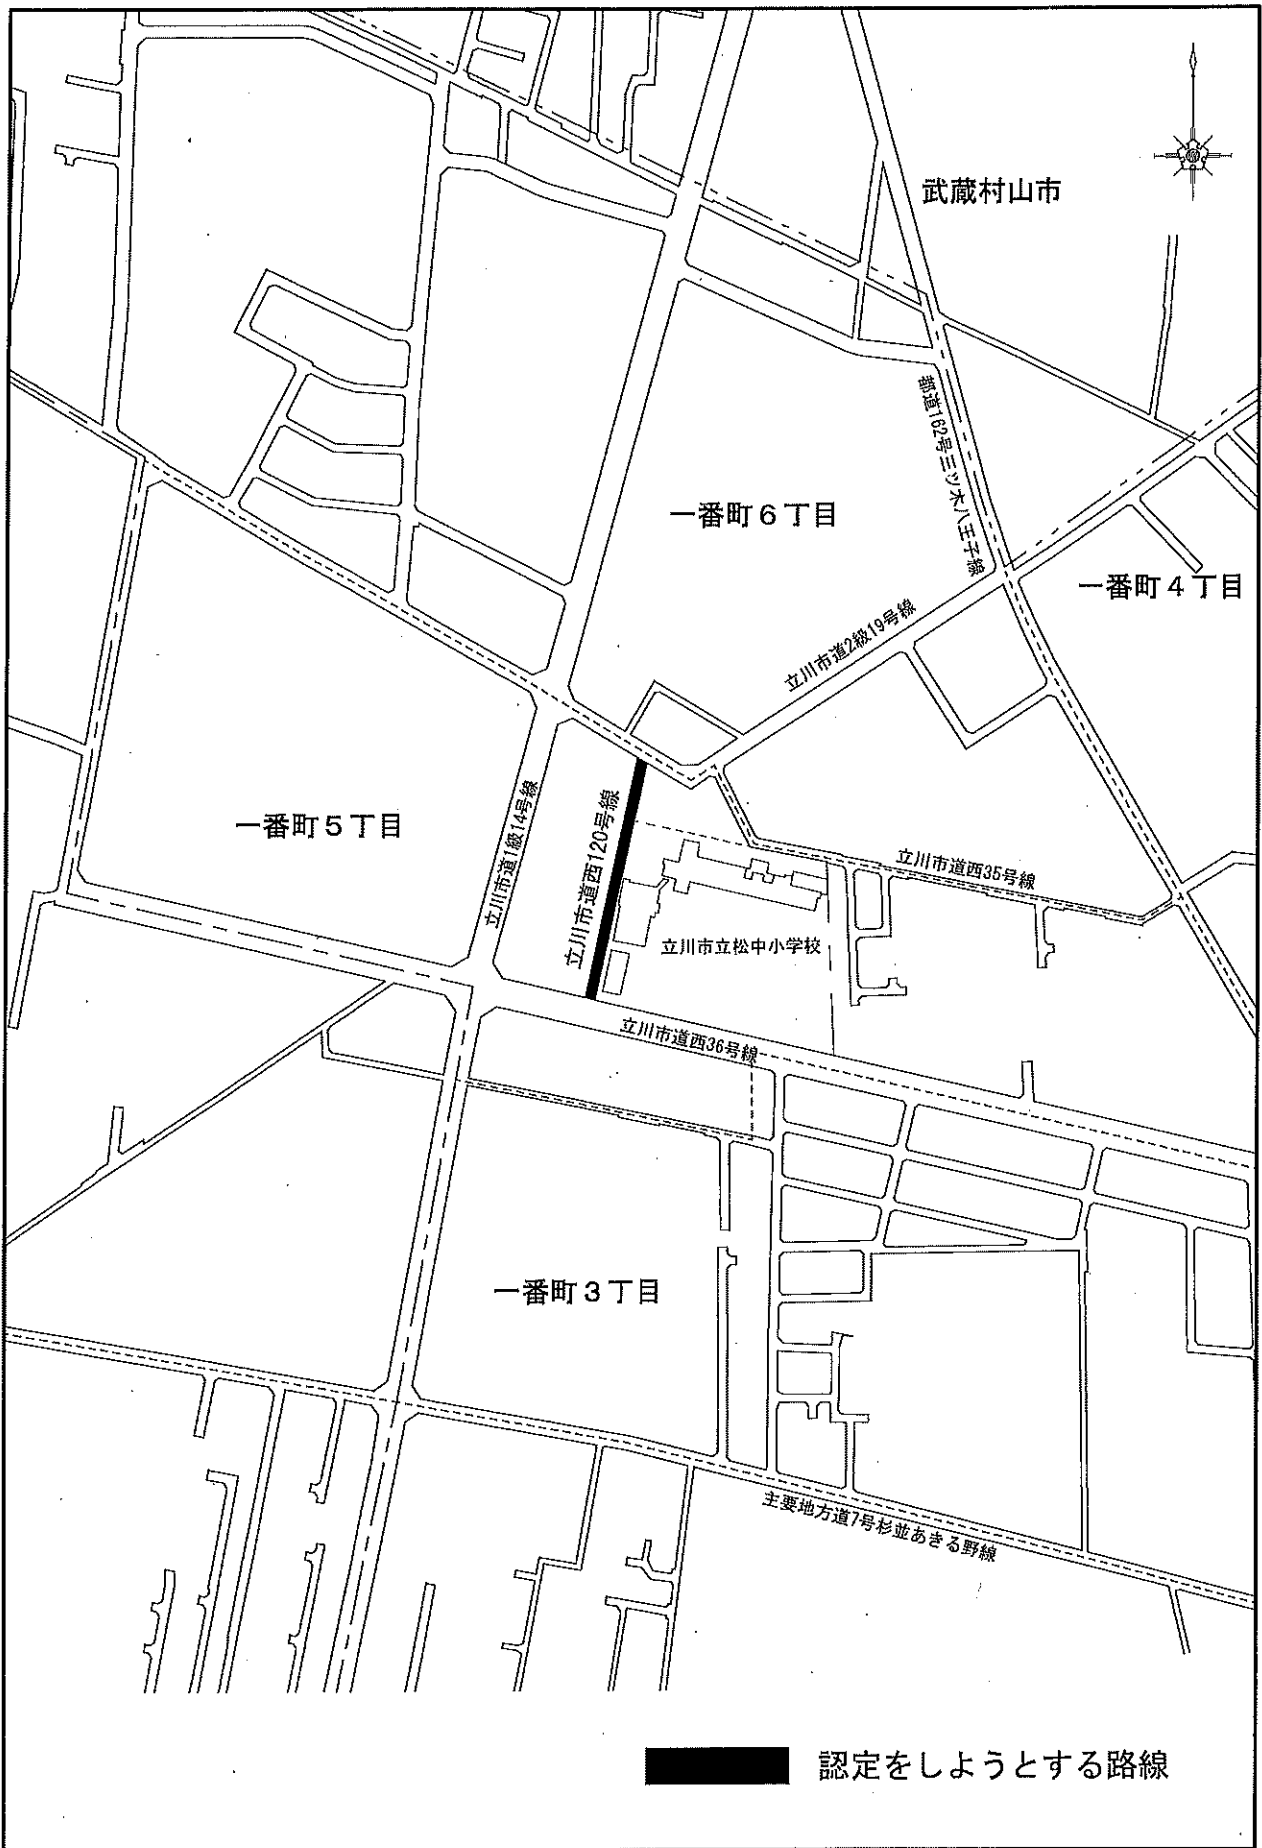 武蔵村山市
都道162号三ツ木八王子線
一番町６丁目
一番町４丁目
立川市道2級19号線
立川市道1級14号線
立川市道西120号線
一番町５丁目
立川市道西35号線
立川市立松中小学校
立川市道西36号線
一番町３丁目
主要地方道7号杉並あきる野線
認定をしようとする路線